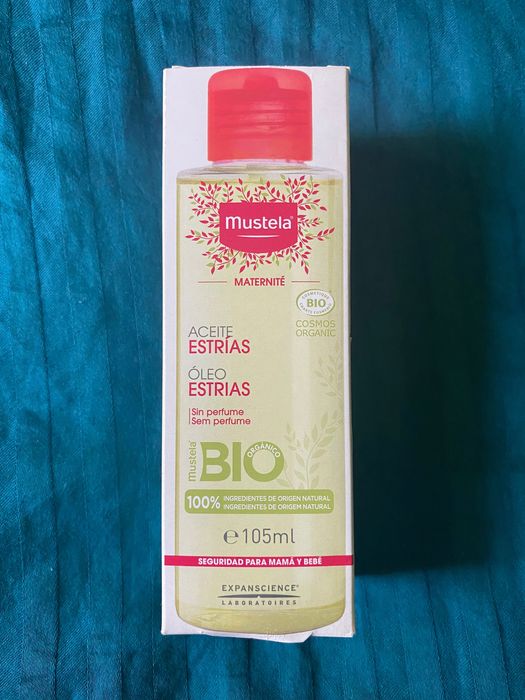 Mustela®
MATERNITÉ
BIO
COSMOS
ORGANIC
ACEITE
ESTRÍAS
ÓLEO
ESTRIAS
Sin perfume
Sem perfume
mustela®
BIO
ORGÁNICO
100% INGREDIENTES DE ORIGEN NATURAL
INGREDIENTES DE ORIGEM NATURAL
℮105ml
SEGURIDAD PARA MAMÁ Y BEBÉ
EXPANSCIENCE®
LABORATOIRES